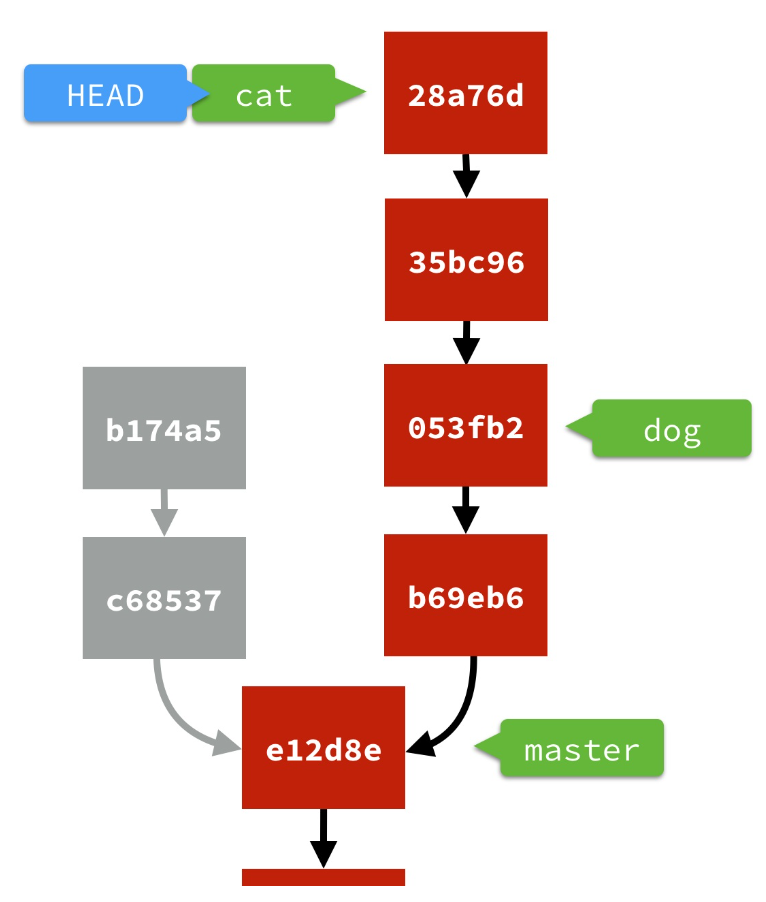 HEAD
cat
28a76d
35bc96
b174a5
053fb2
dog
c68537
b69eb6
e12d8e
master